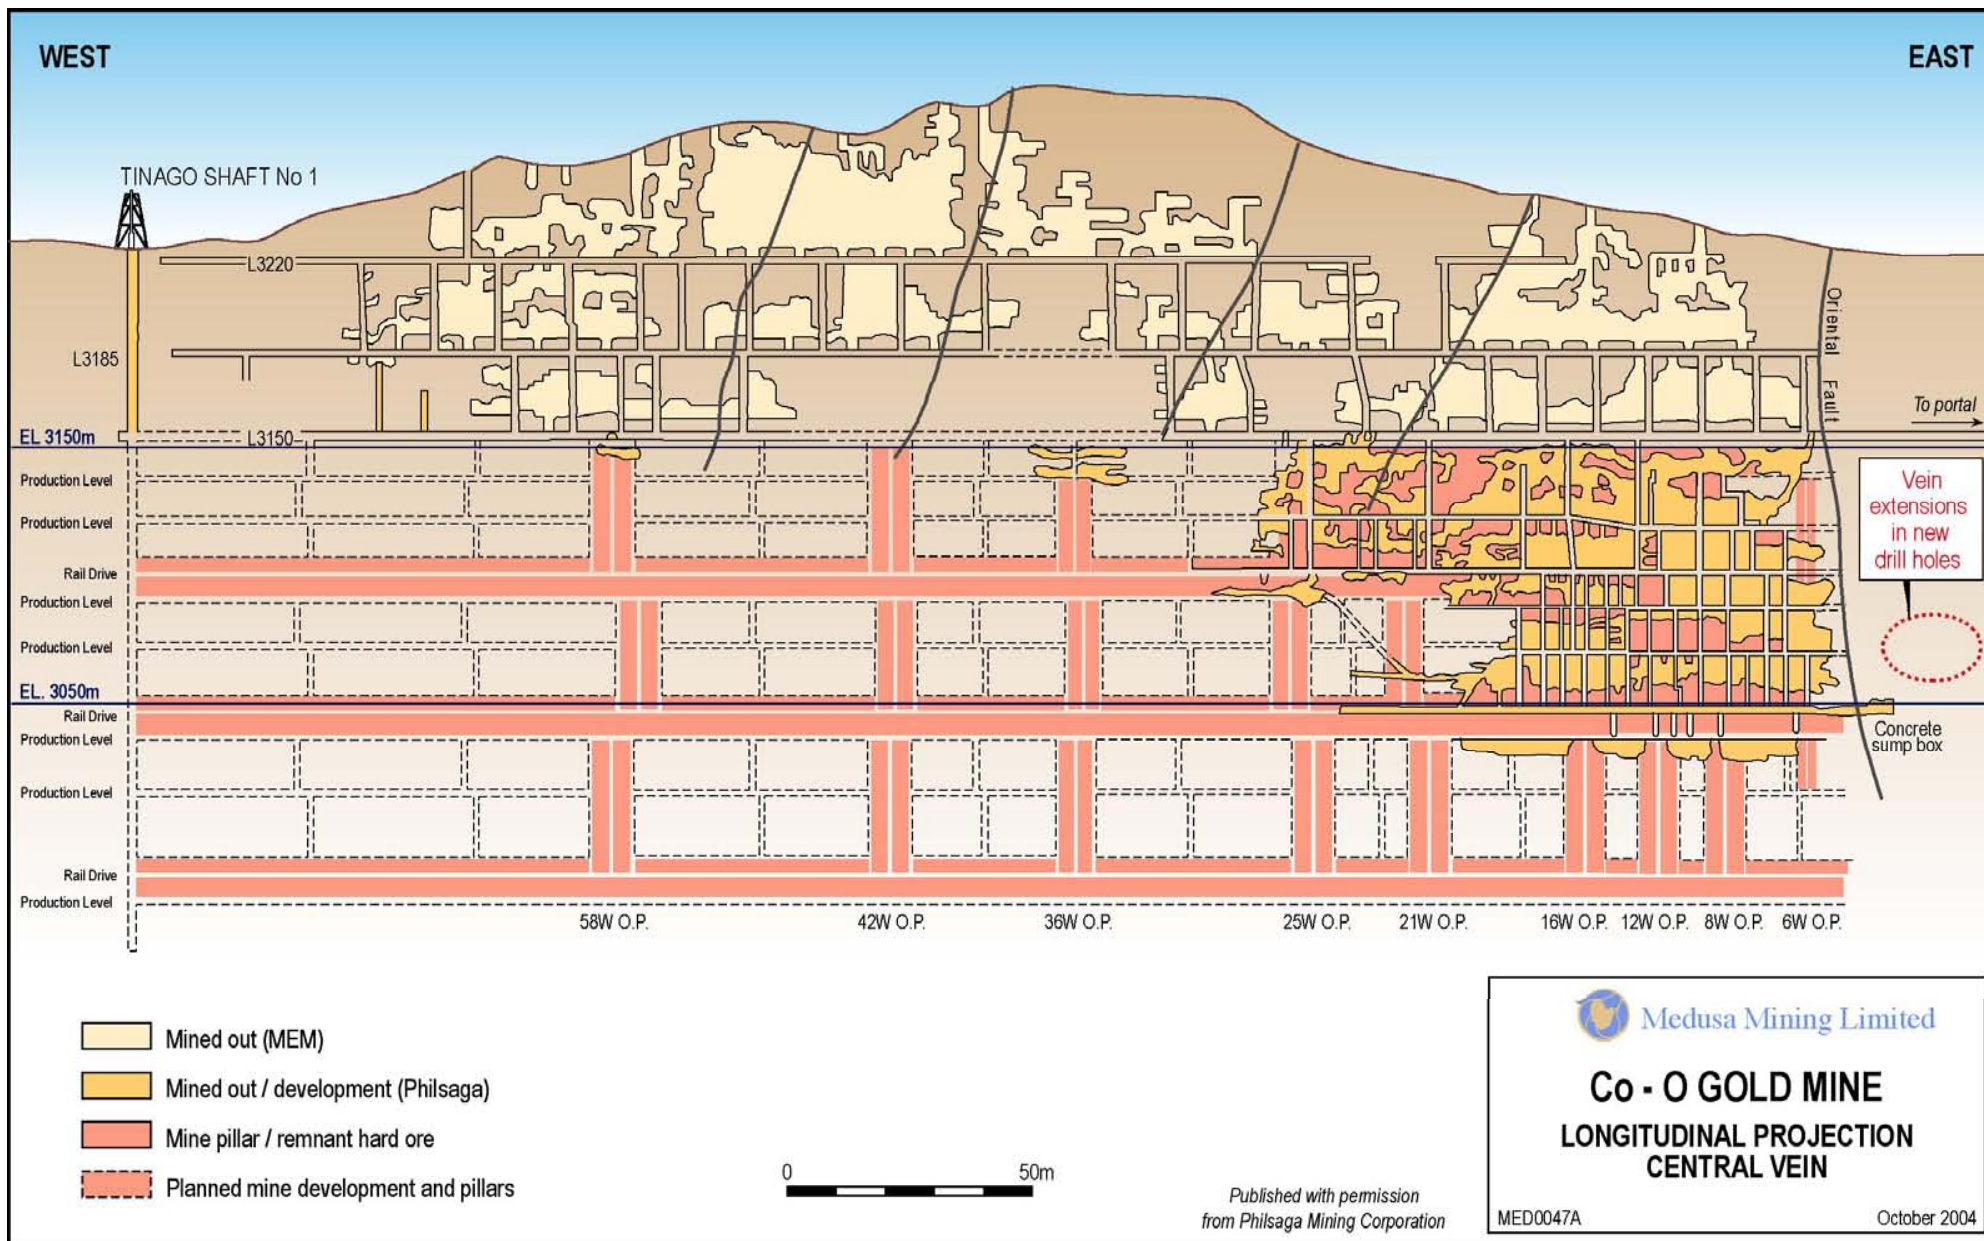 WEST
EAST
TINAGO SHAFT No 1
L3220
L3185
Oriental Fault
To portal
EL 3150m
L3150
Production Level
Production Level
Vein
extensions
in new
drill holes
Rail Drive
Production Level
Production Level
EL. 3050m
Rail Drive
Concrete
sump box
Production Level
Production Level
Rail Drive
Production Level
58W O.P.
42W O.P.
36W O.P.
25W O.P.
21W O.P.
16W O.P.
12W O.P.
8W O.P.
6W O.P.
Mined out (MEM)
Mined out / development (Philsaga)
Mine pillar / remnant hard ore
Planned mine development and pillars
0
50m
Published with permission
from Philsaga Mining Corporation
Medusa Mining Limited
Co - O GOLD MINE
LONGITUDINAL PROJECTION
CENTRAL VEIN
MED0047A
October 2004